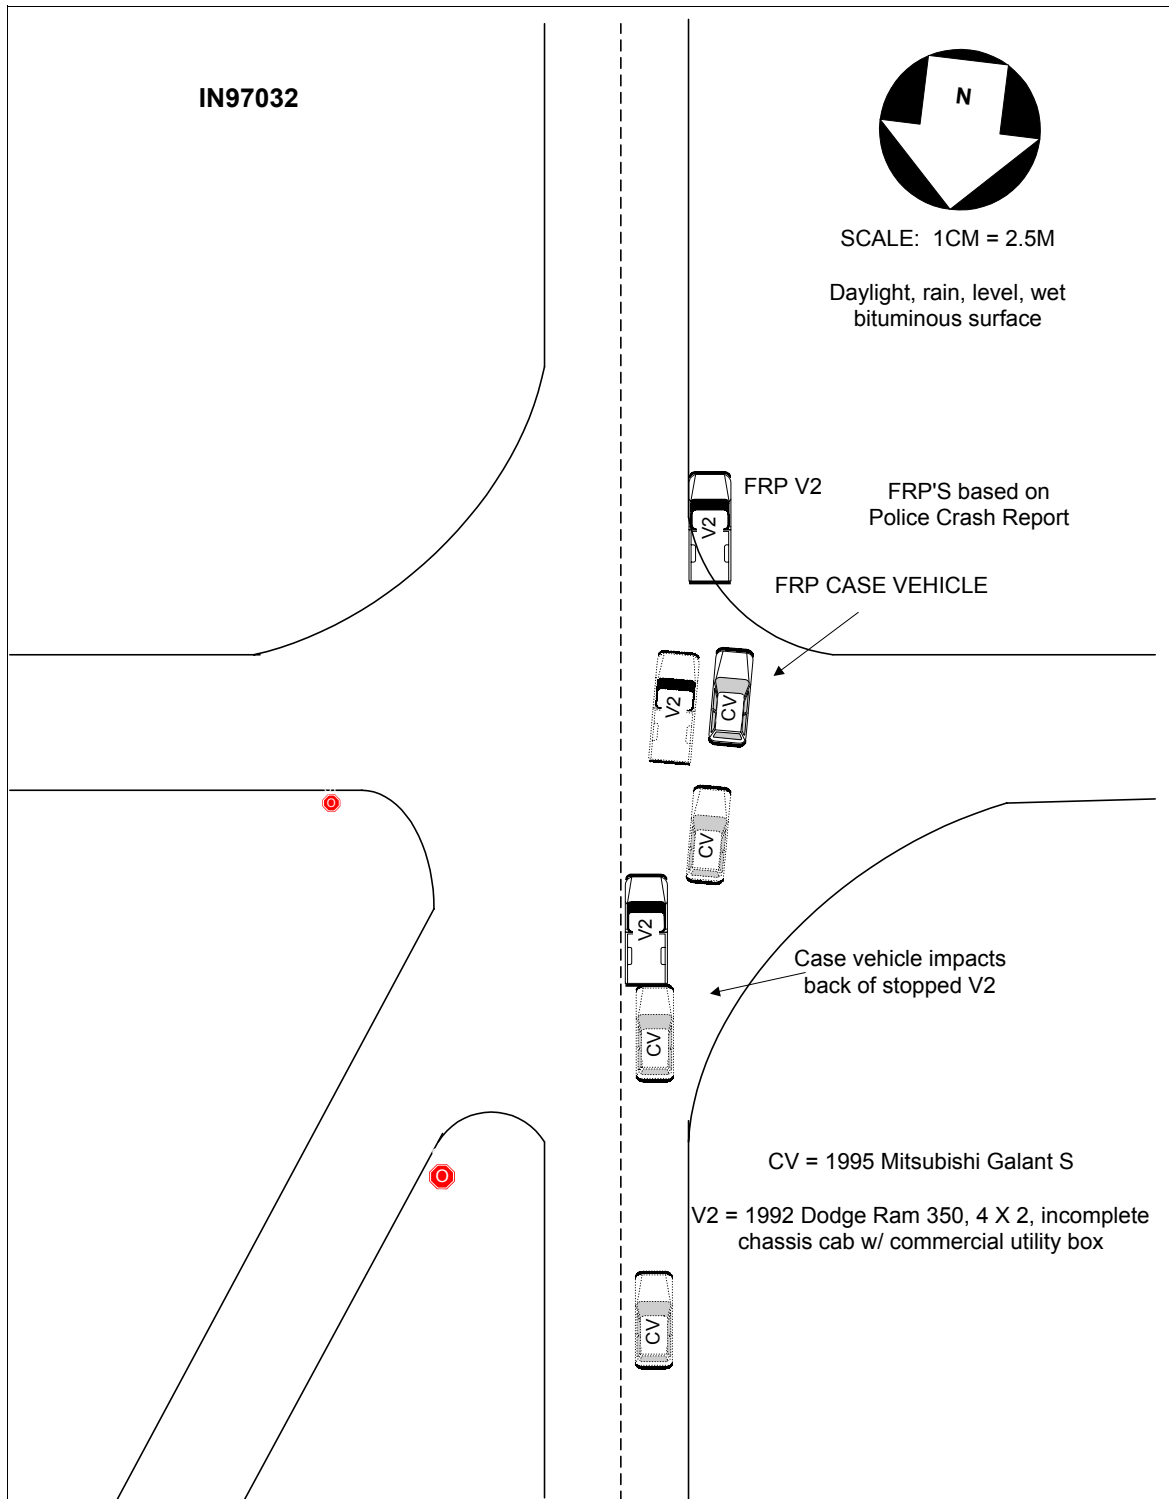 IN97032
N
SCALE:  1CM = 2.5M
Daylight, rain, level, wet
bituminous surface
FRP V2
FRP'S based on
Police Crash Report
V2
FRP CASE VEHICLE
V2
CV
CV
V2
Case vehicle impacts
back of stopped V2
CV
CV = 1995 Mitsubishi Galant S
V2 = 1992 Dodge Ram 350, 4 X 2, incomplete
chassis cab w/ commercial utility box
CV
O
O